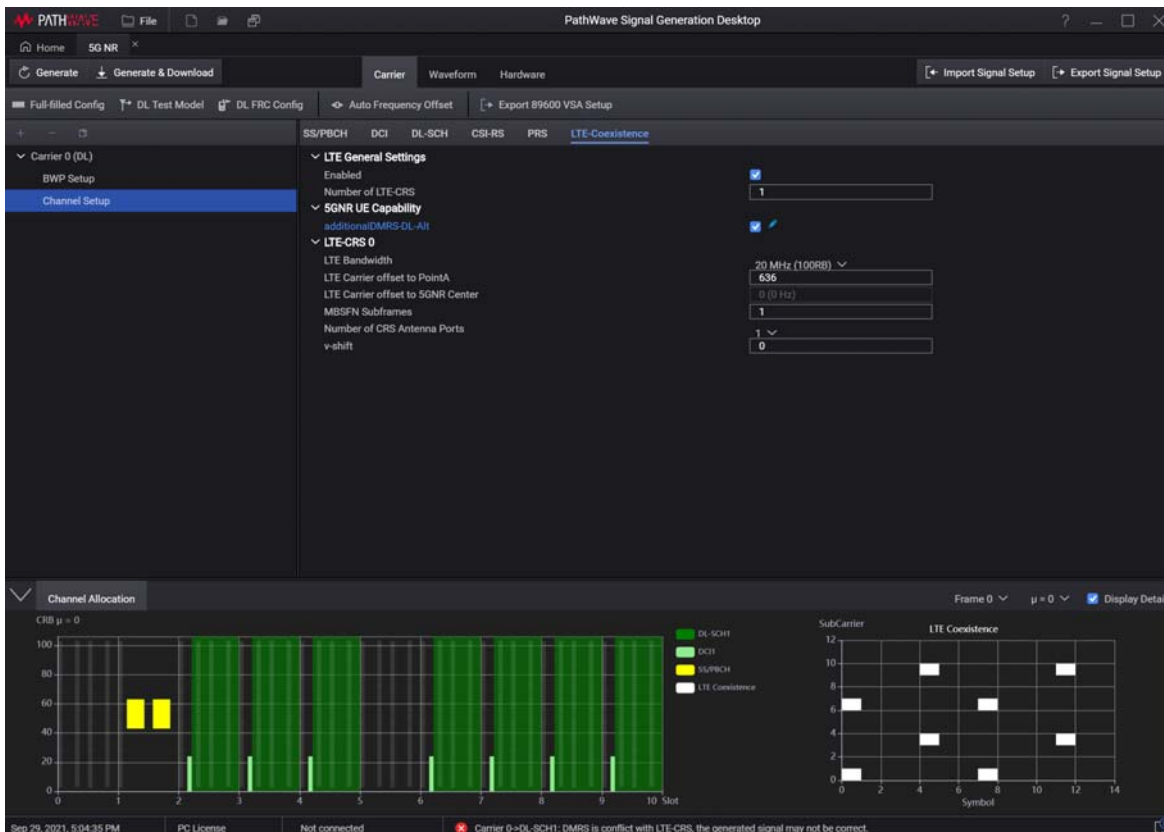 PATHWAVE File PathWave Signal Generation Desktop ?
Home 5G NR ×
Generate Generate & Download Carrier Waveform Hardware Import Signal Setup Export Signal Setup
Full-filled Config DL Test Model DL FRC Config Auto Frequency Offset Export 89600 VSA Setup
SS/PBCH DCI DL-SCH CSI-RS PRS LTE-Coexistence
Carrier 0 (DL)
BWP Setup
Channel Setup
LTE General Settings
Enabled
Number of LTE-CRS 1
5GNR UE Capability
additionalDMRS-DL-Alt
LTE-CRS 0
LTE Bandwidth 20 MHz (100RB)
LTE Carrier offset to PointA 636
LTE Carrier offset to 5GNR Center 0 (0 Hz)
MBSFN Subframes 1
Number of CRS Antenna Ports 1
v-shift 0
Channel Allocation Frame 0 μ = 0 Display Detai
CRB μ = 0
100
80
60
40
20
0
0 1 2 3 4 5 6 7 8 9 10 Slot
DL-SCH1
DCI1
SS/PBCH
LTE Coexistence
SubCarrier LTE Coexistence
12
10
8
6
4
2
0
0 2 4 6 8 10 12 14
Symbol
Sep 29, 2021, 5:04:35 PM PC License Not connected Carrier 0->DL-SCH1: DMRS is conflict with LTE-CRS, the generated signal may not be correct.